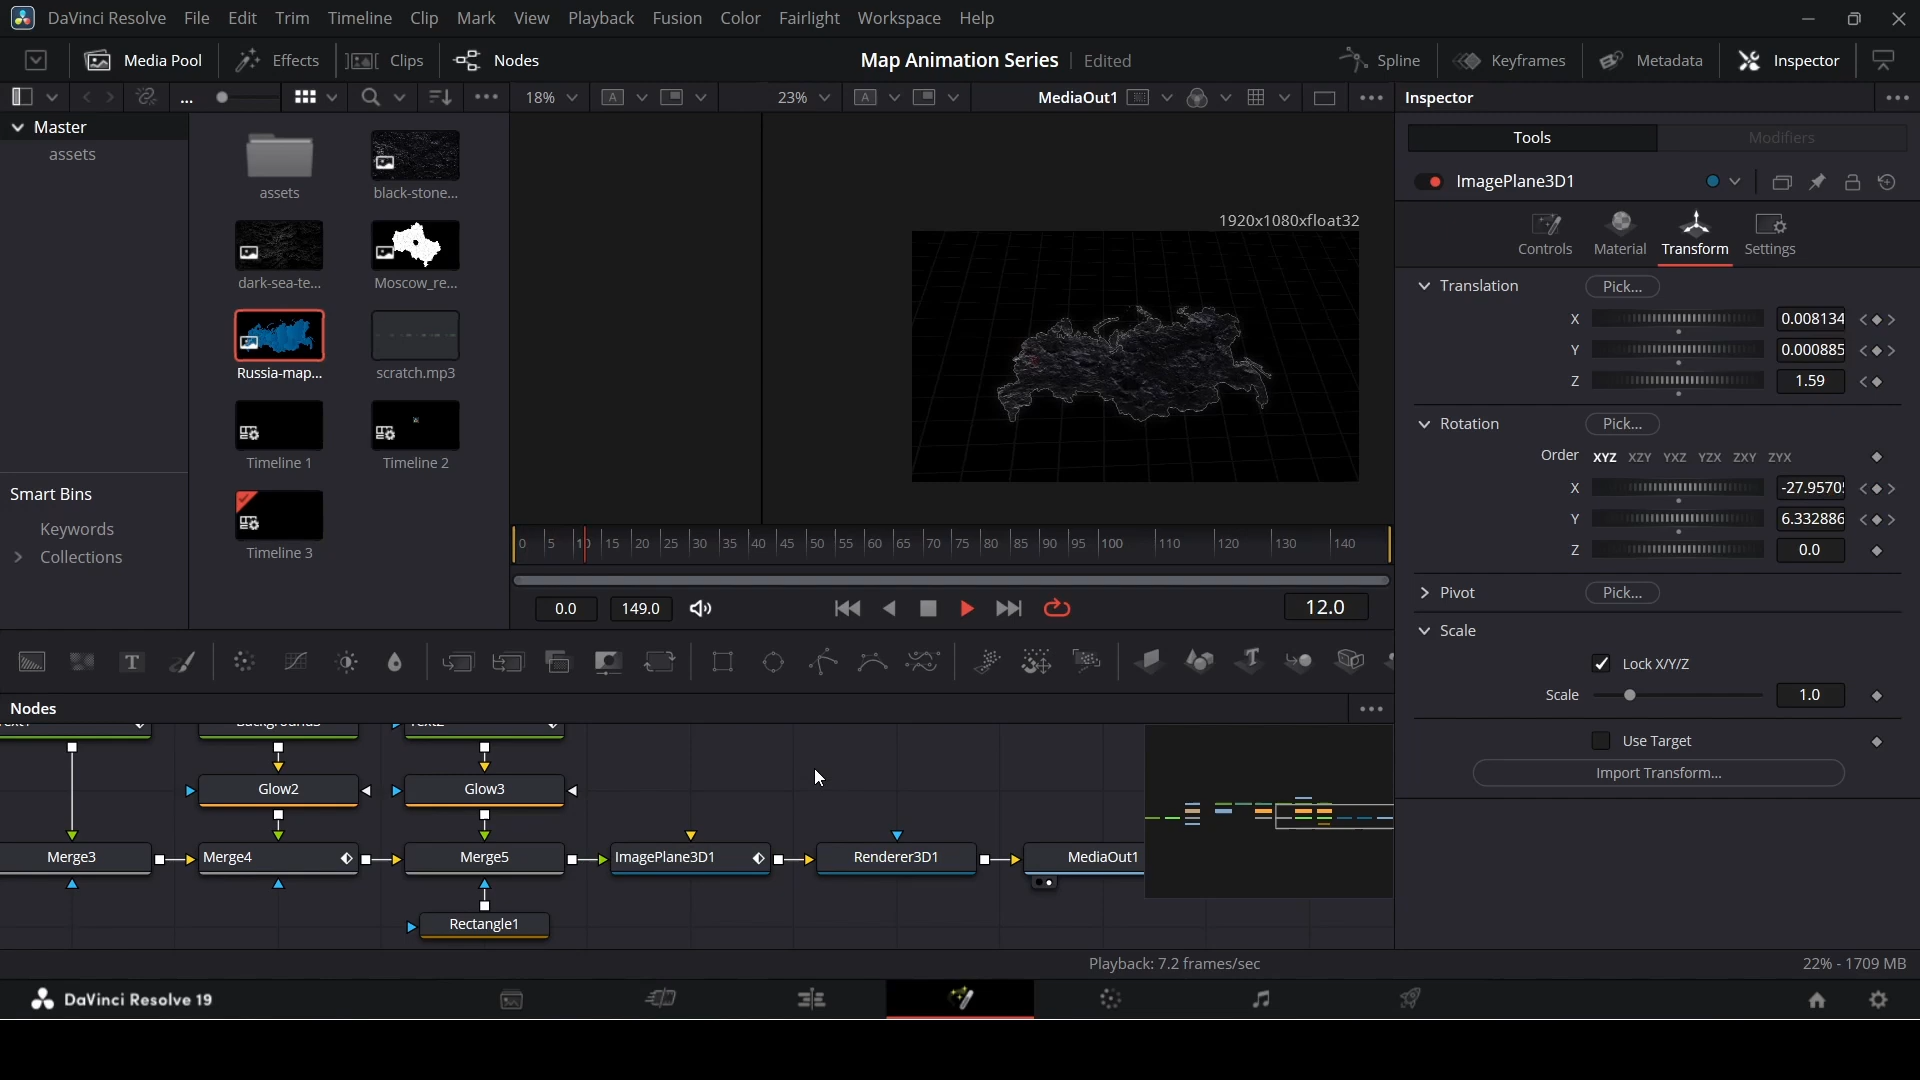 DaVinci Resolve File Edit Trim Timeline Clip Mark View Playback Fusion Color Fairlight Workspace Help
Media Pool Effects Clips Nodes Map Animation Series Edited Spline Keyframes Metadata Inspector
... 18% 23% MediaOut1 Inspector
Master
assets
assets
black-stone...
dark-sea-te...
Moscow_re...
Russia-map...
scratch.mp3
Timeline 1
Timeline 2
Timeline 3
Smart Bins
Keywords
Collections
1920x1080xfloat32
0 5 10 15 20 25 30 35 40 45 50 55 60 65 70 75 80 85 90 95 100 110 120 130 140
0.0 149.0 12.0
Tools Modifiers
ImagePlane3D1
Controls Material Transform Settings
Translation Pick...
X 0.008134
Y 0.000885
Z 1.59
Rotation Pick...
Order XYZ XZY YXZ YZX ZXY ZYX
X -27.9570
Y 6.332886
Z 0.0
Pivot Pick...
Scale
Lock X/Y/Z
Scale 1.0
Use Target
Import Transform...
Nodes
Glow2 Glow3
Merge3 Merge4 Merge5 ImagePlane3D1 Renderer3D1 MediaOut1
Rectangle1
Playback: 7.2 frames/sec 22% - 1709 MB
DaVinci Resolve 19